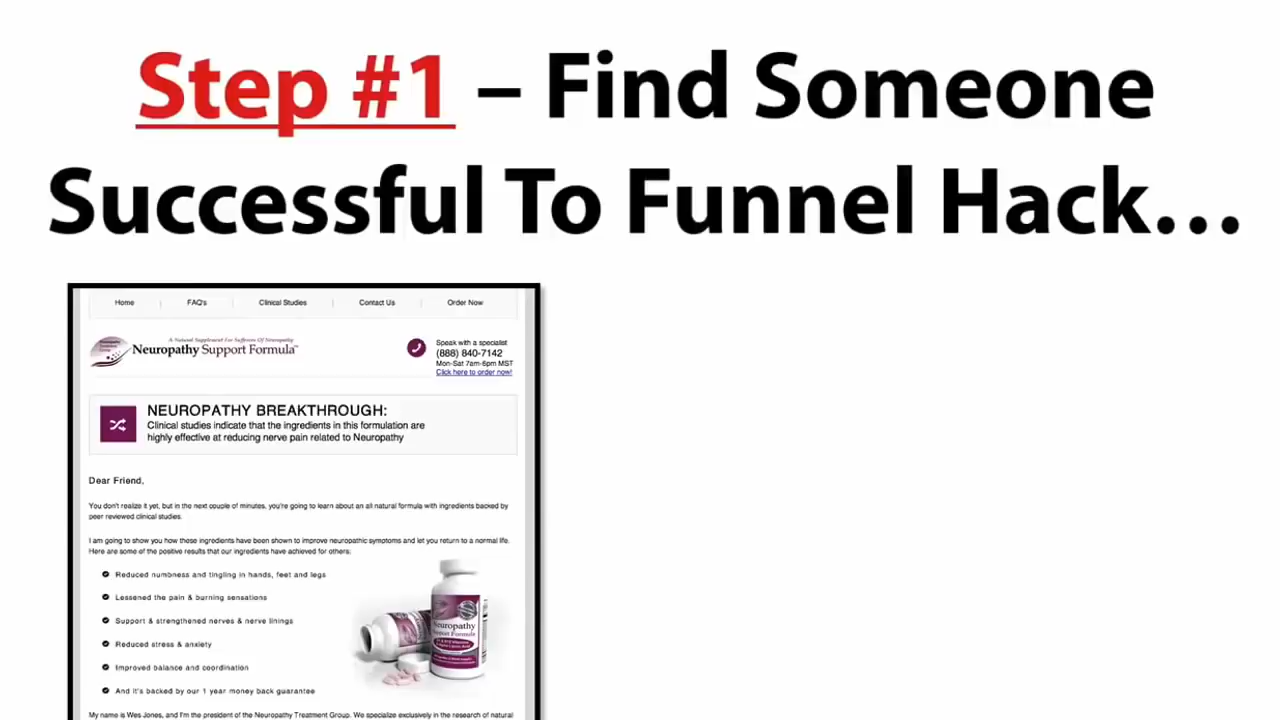 Step #1 – Find Someone
Successful To Funnel Hack...
Home FAQ's Clinical Studies Contact Us Order Now
A Natural Supplement For Sufferers Of Neuropathy
Neuropathy Support Formula™
Speak with a specialist
(888) 840-7142
Mon-Sat 7am-6pm MST
Click here to order now!
NEUROPATHY BREAKTHROUGH:
Clinical studies indicate that the ingredients in this formulation are
highly effective at reducing nerve pain related to Neuropathy
Dear Friend,
You don't realize it yet, but in the next couple of minutes, you're going to learn about an all natural formula with ingredients backed by
peer reviewed clinical studies.
I am going to show you how these ingredients have been shown to improve neuropathic symptoms and let you return to a normal life.
Here are some of the positive results that our ingredients have achieved for others:
Reduced numbness and tingling in hands, feet and legs
Lessened the pain & burning sensations
Support & strengthened nerves & nerve linings
Reduced stress & anxiety
Improved balance and coordination
And it's backed by our 1 year money back guarantee
Neuropathy
Support Formula
My name is Wes Jones, and I'm the president of the Neuropathy Treatment Group. We specialize exclusively in the research of natural